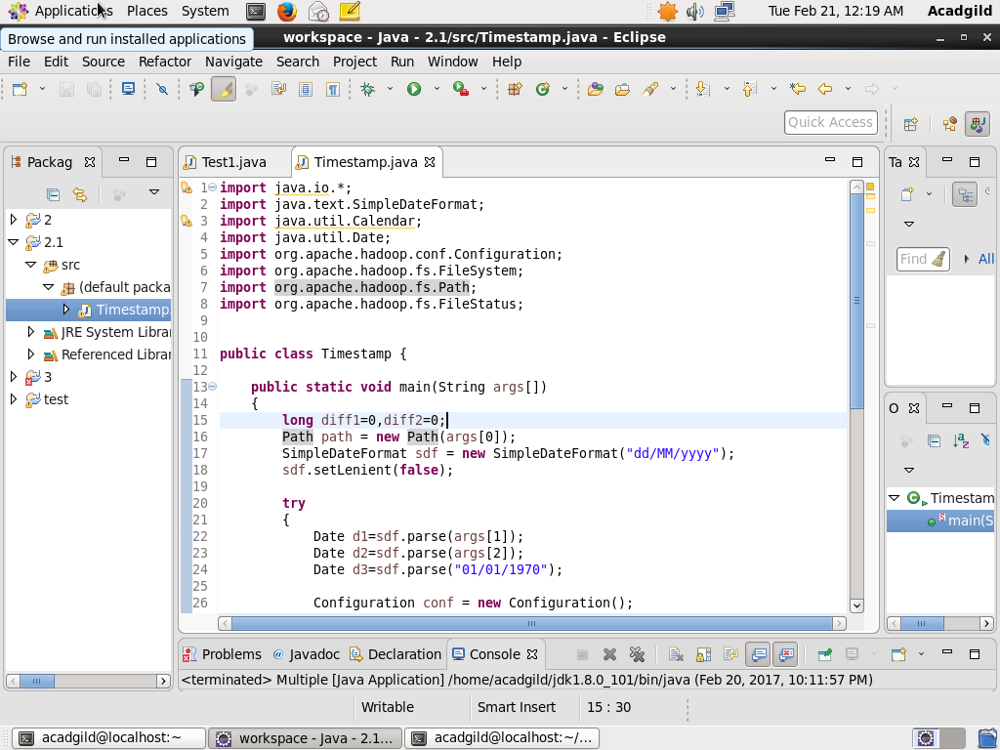 Applications Places System Tue Feb 21, 12:19 AM Acadgild
Browse and run installed applications
workspace - Java - 2.1/src/Timestamp.java - Eclipse
File Edit Source Refactor Navigate Search Project Run Window Help
Quick Access
Packag
Test1.java Timestamp.java
Ta
2
2.1
src
(default packa
Timestamp.
JRE System Librar
Referenced Librar
3
test
1 import java.io.*;
2 import java.text.SimpleDateFormat;
3 import java.util.Calendar;
4 import java.util.Date;
5 import org.apache.hadoop.conf.Configuration;
6 import org.apache.hadoop.fs.FileSystem;
7 import org.apache.hadoop.fs.Path;
8 import org.apache.hadoop.fs.FileStatus;
9
10
11 public class Timestamp {
12
13 public static void main(String args[])
14 {
15 long diff1=0,diff2=0;
16 Path path = new Path(args[0]);
17 SimpleDateFormat sdf = new SimpleDateFormat("dd/MM/yyyy");
18 sdf.setLenient(false);
19
20 try
21 {
22 Date d1=sdf.parse(args[1]);
23 Date d2=sdf.parse(args[2]);
24 Date d3=sdf.parse("01/01/1970");
25
26 Configuration conf = new Configuration();
Find All
O
Timestam
main(S
Problems @ Javadoc Declaration Console
<terminated> Multiple [Java Application] /home/acadgild/jdk1.8.0_101/bin/java (Feb 20, 2017, 10:11:57 PM)
Writable Smart Insert 15 : 30
acadgild@localhost:~ workspace - Java - 2.1... acadgild@localhost:~/...